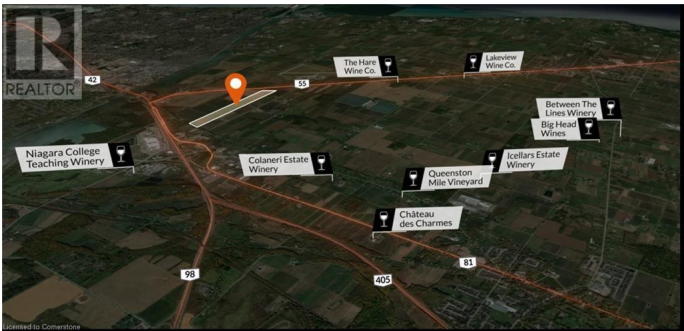 R
REALTOR
42
55
The Hare
Wine Co.
Lakeview
Wine Co.
Between The
Lines Winery
Big Head
Wines
Niagara College
Teaching Winery
Colaneri Estate
Winery
Icellars Estate
Winery
Queenston
Mile Vineyard
Château
des Charmes
81
98
405
Licensed to Cornerstone